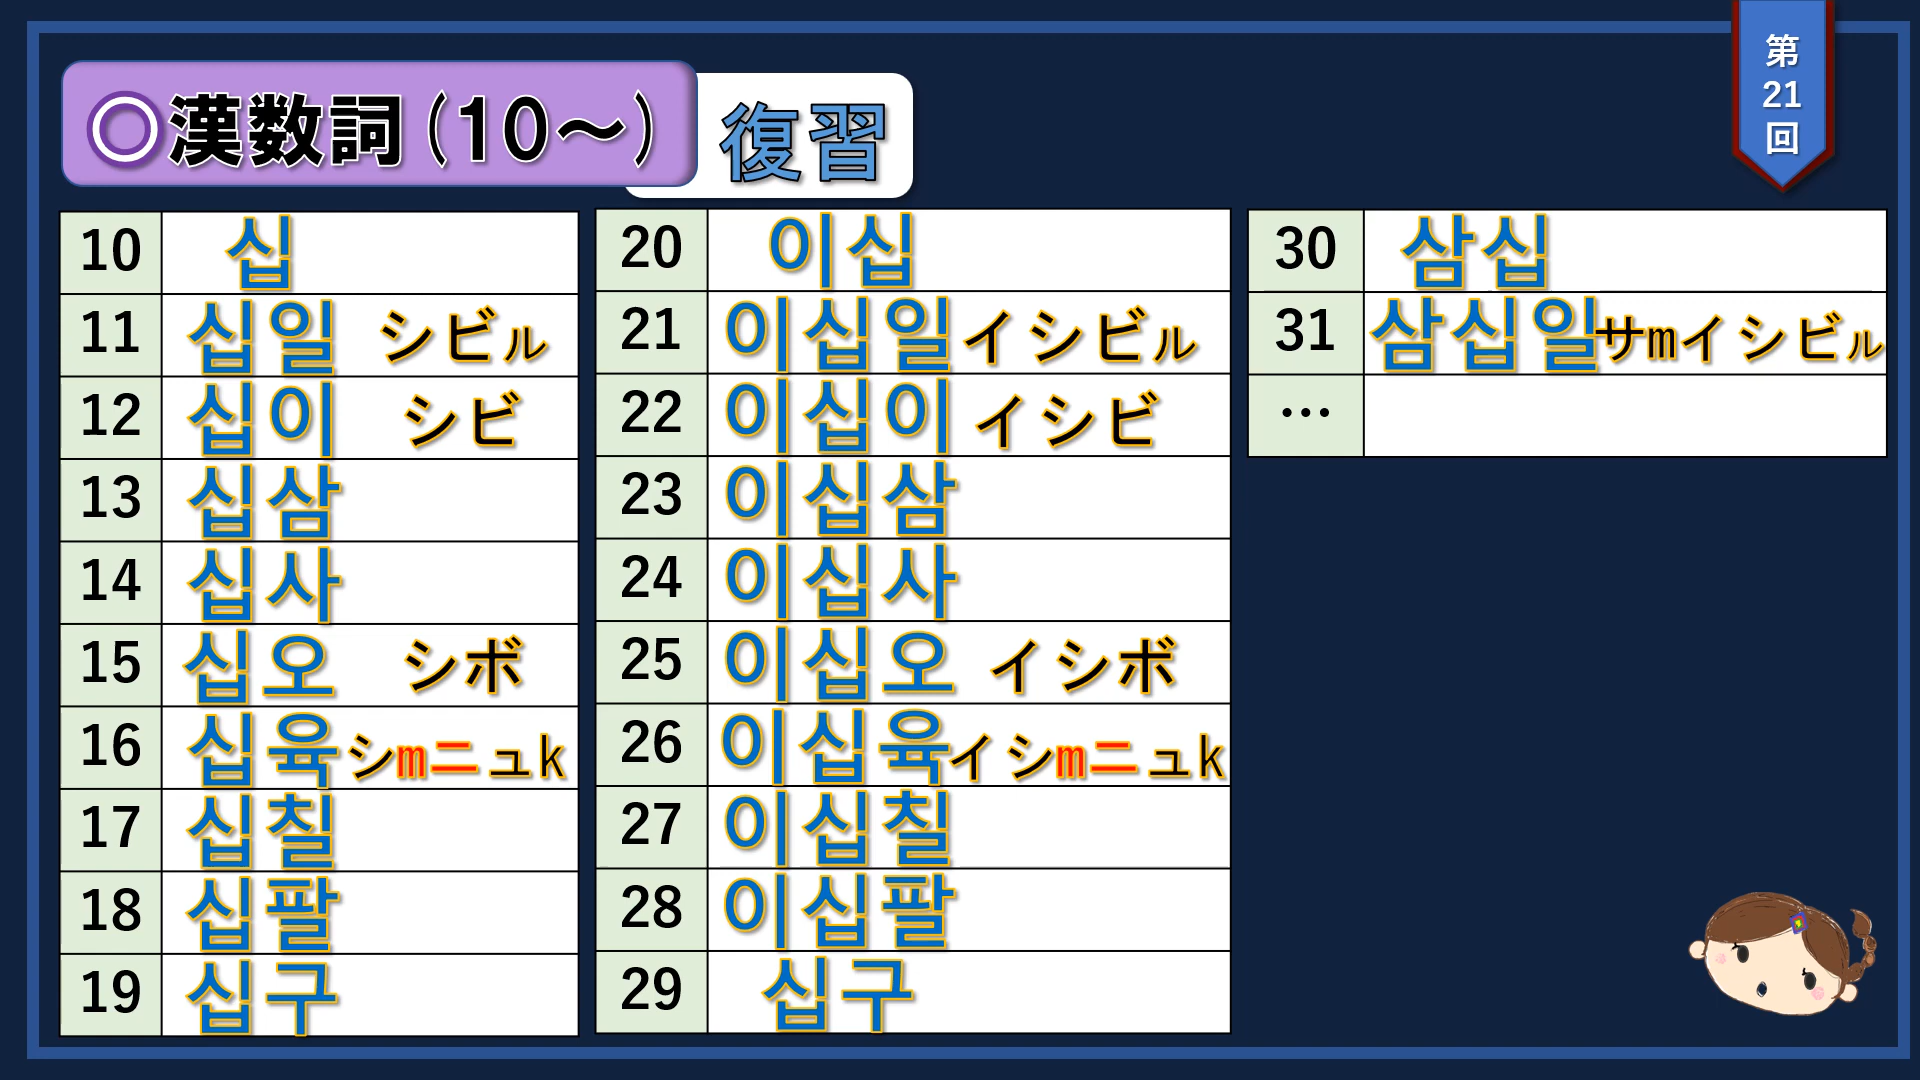 ◎漢数詞(10～)
復習
第
21
回
10 십
11 십일 シビル
12 십이 シビ
13 십삼
14 십사
15 십오 シボ
16 십육 シmニュk
17 십칠
18 십팔
19 십구
20 이십
21 이십일 イシビル
22 이십이 イシビ
23 이십삼
24 이십사
25 이십오 イシボ
26 이십육 イシmニュk
27 이십칠
28 이십팔
29 십구
30 삼십
31 삼십일 サmイシビル
…